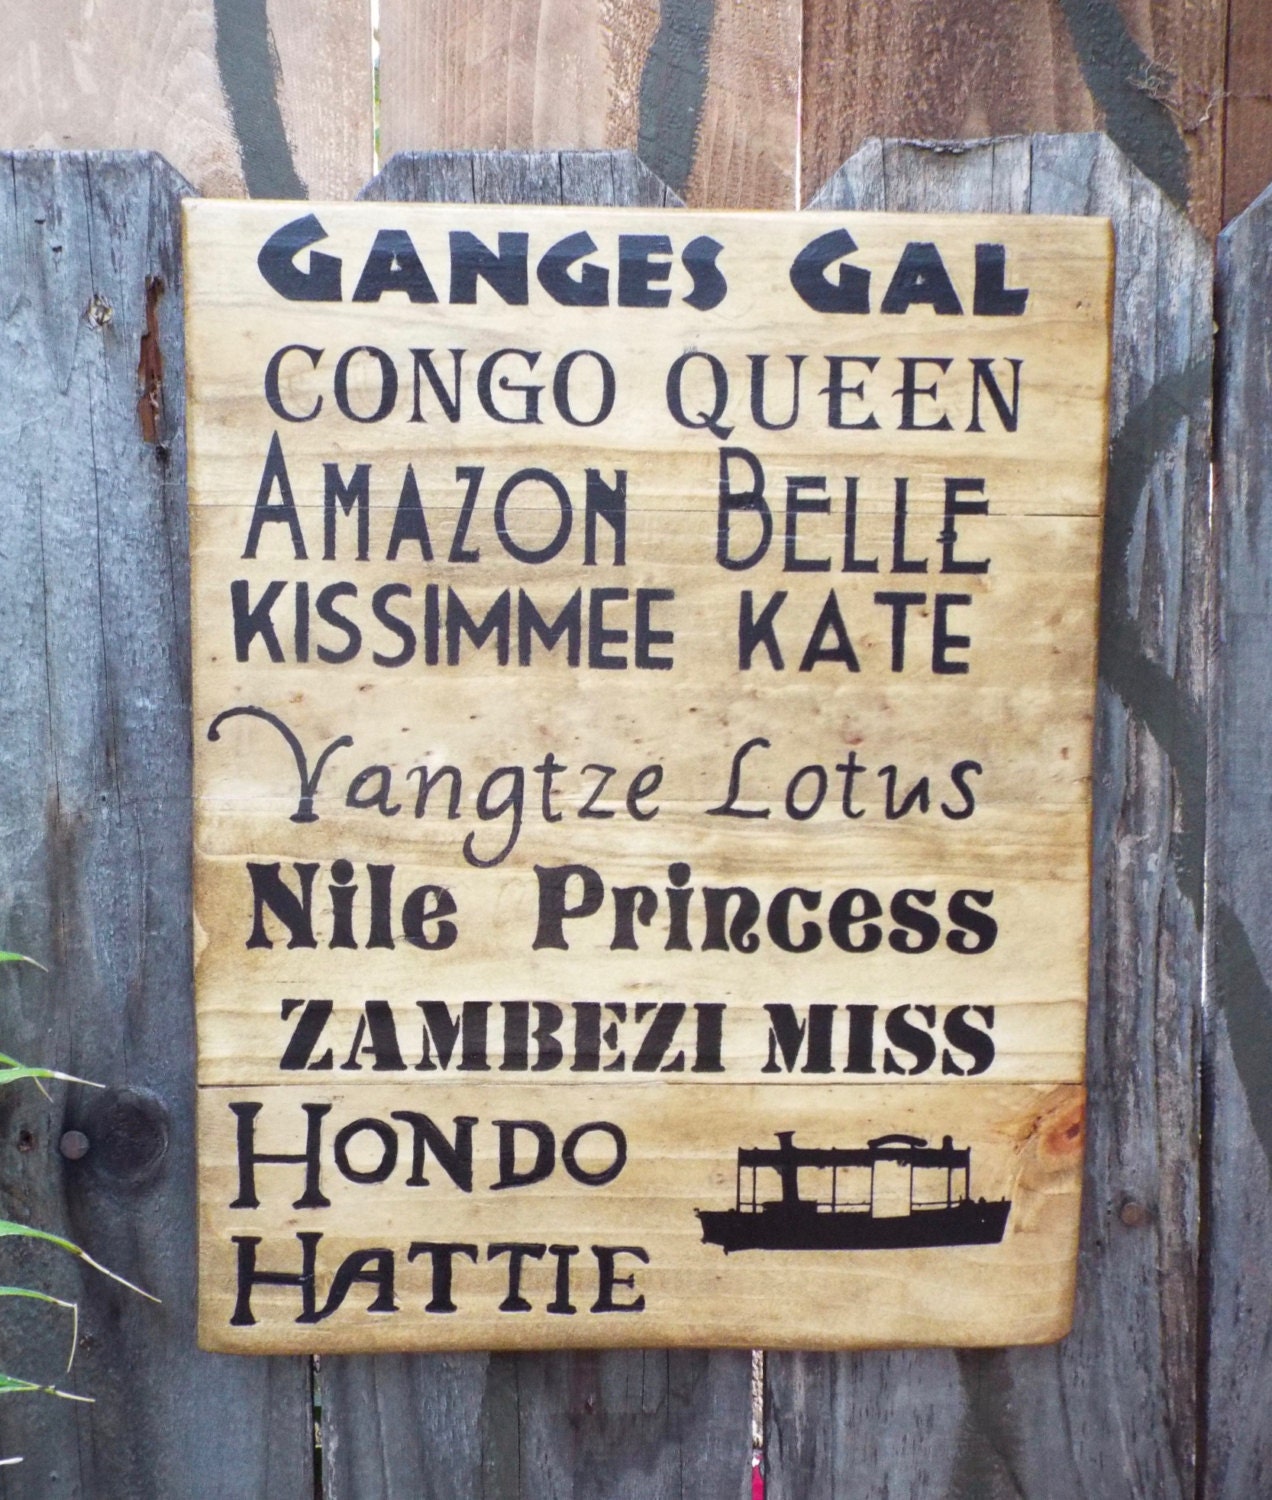 GANGES GAL
CONGO QUEEN
AMAZON BELLE
KISSIMMEE KATE
Yangtze Lotus
Nile Princess
ZAMBEZI MISS
HONDO
HATTIE